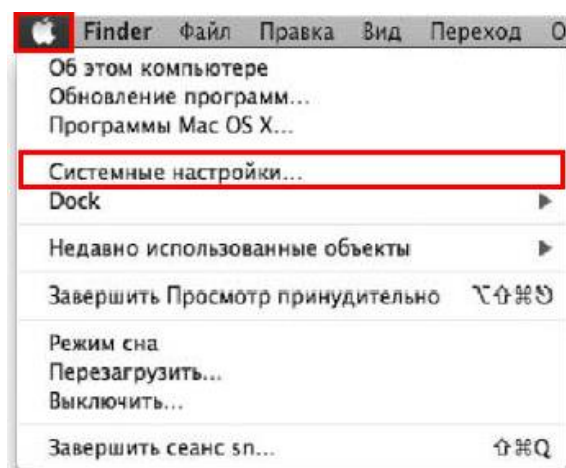 Finder Файл Правка Вид Переход О
Об этом компьютере
Обновление программ...
Программы Mac OS X...
Системные настройки...
Dock
Недавно использованные объекты
Завершить Просмотр принудительно ⌥⇧⌘⎋
Режим сна
Перезагрузить...
Выключить...
Завершить сеанс sn... ⇧⌘Q